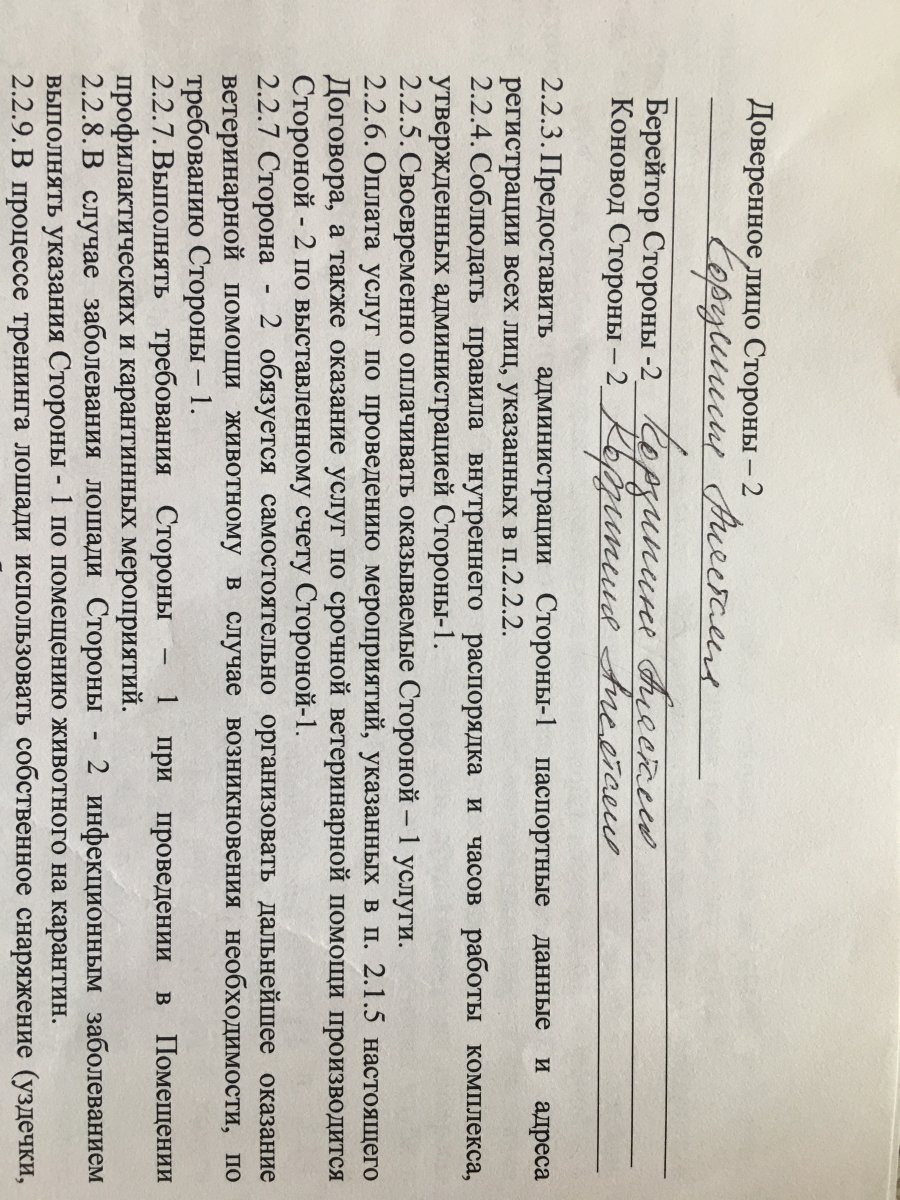 Доверенное лицо Стороны – 2
Берейтор Стороны -2
Коновод Стороны – 2
2.2.3. Предоставить администрации Стороны-1 паспортные данные и адреса
регистрации всех лиц, указанных в п.2.2.2.
2.2.4. Соблюдать правила внутреннего распорядка и часов работы комплекса,
утвержденных администрацией Стороны-1.
2.2.5. Своевременно оплачивать оказываемые Стороной – 1 услуги.
2.2.6. Оплата услуг по проведению мероприятий, указанных в п. 2.1.5 настоящего
Договора, а также оказание услуг по срочной ветеринарной помощи производится
Стороной - 2 по выставленному счету Стороной-1.
2.2.7 Сторона - 2 обязуется самостоятельно организовать дальнейшее оказание
ветеринарной помощи животному в случае возникновения необходимости, по
требованию Стороны – 1.
2.2.7. Выполнять требования Стороны – 1 при проведении в Помещении
профилактических и карантинных мероприятий.
2.2.8. В случае заболевания лошади Стороны - 2 инфекционным заболеванием
выполнять указания Стороны - 1 по помещению животного на карантин.
2.2.9. В процессе тренинга лошади использовать собственное снаряжение (уздечки,